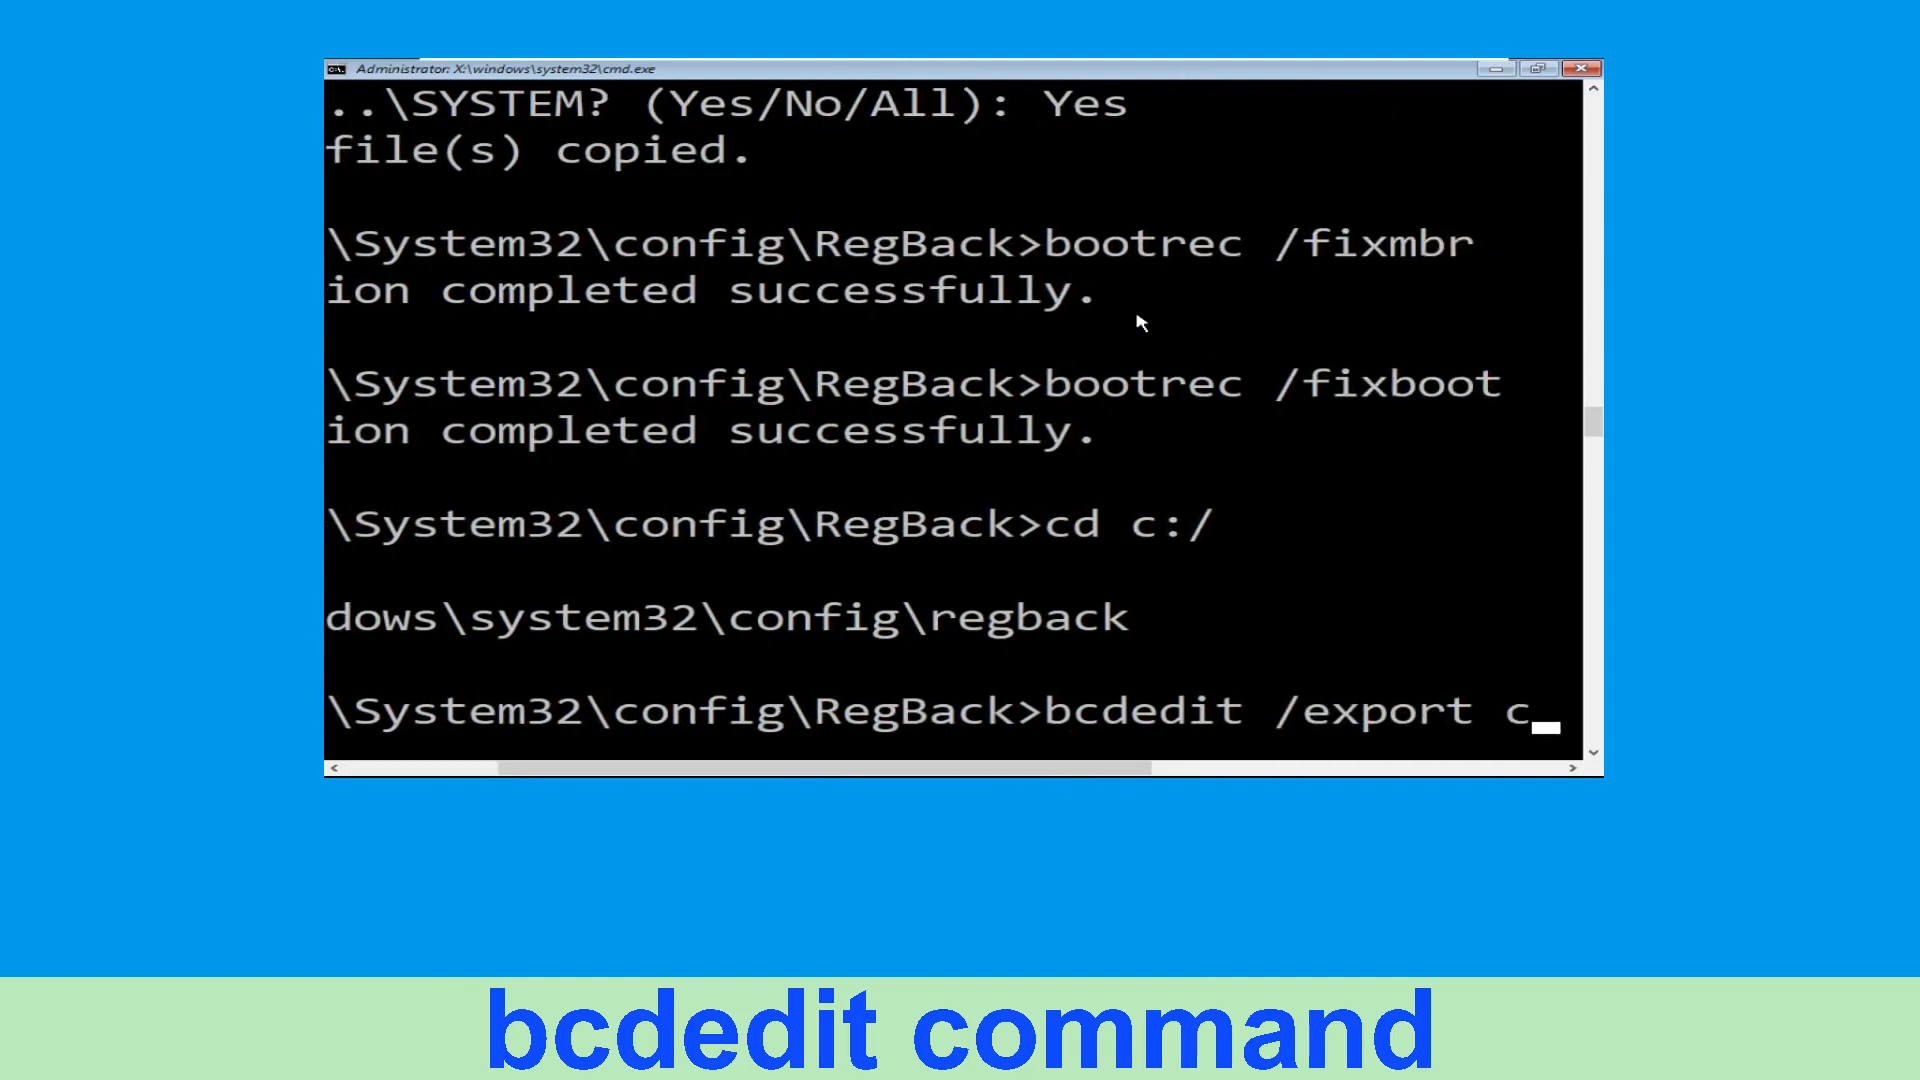 Administrator: X:\windows\system32\cmd.exe
..\SYSTEM? (Yes/No/All): Yes
file(s) copied.
\System32\config\RegBack>bootrec /fixmbr
ion completed successfully.
\System32\config\RegBack>bootrec /fixboot
ion completed successfully.
\System32\config\RegBack>cd c:/
dows\system32\config\regback
\System32\config\RegBack>bcdedit /export c
bcdedit command